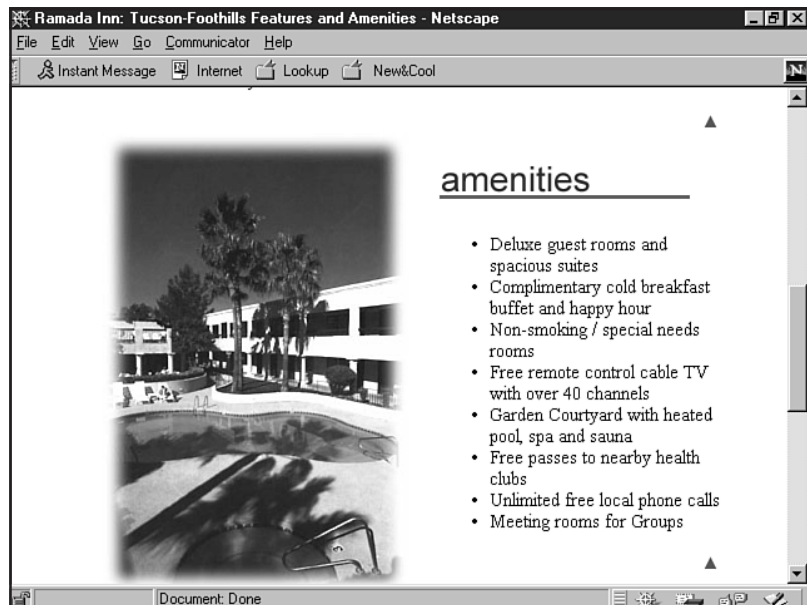 Ramada Inn: Tucson-Foothills Features and Amenities - Netscape
File Edit View Go Communicator Help
Instant Message Internet Lookup New&Cool
N
amenities
• Deluxe guest rooms and
spacious suites
• Complimentary cold breakfast
buffet and happy hour
• Non-smoking / special needs
rooms
• Free remote control cable TV
with over 40 channels
• Garden Courtyard with heated
pool, spa and sauna
• Free passes to nearby health
clubs
• Unlimited free local phone calls
• Meeting rooms for Groups
Document: Done